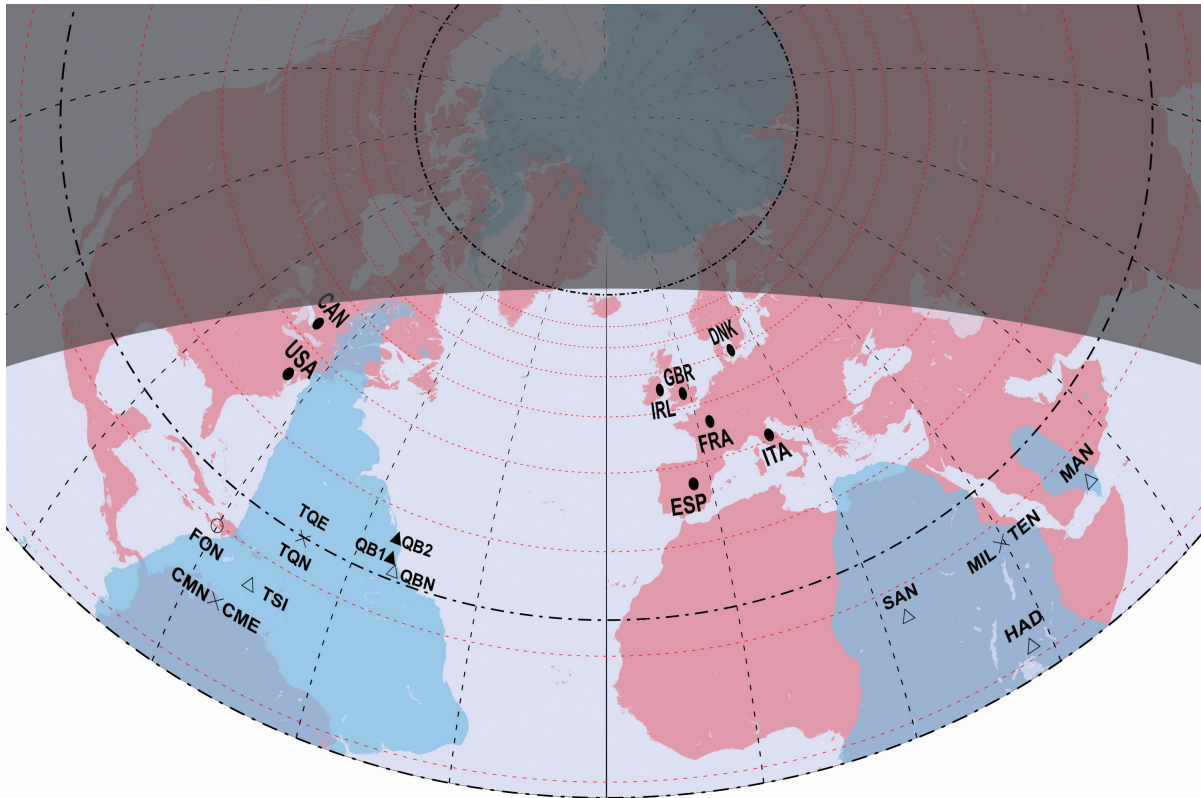 CAN
USA
DNK
GBR
IRL
FRA
ITA
ESP
MAN
TQE
QB1
QB2
FON
TQN
QBN
TEN
MIL
CMN
TSI
CME
SAN
HAD